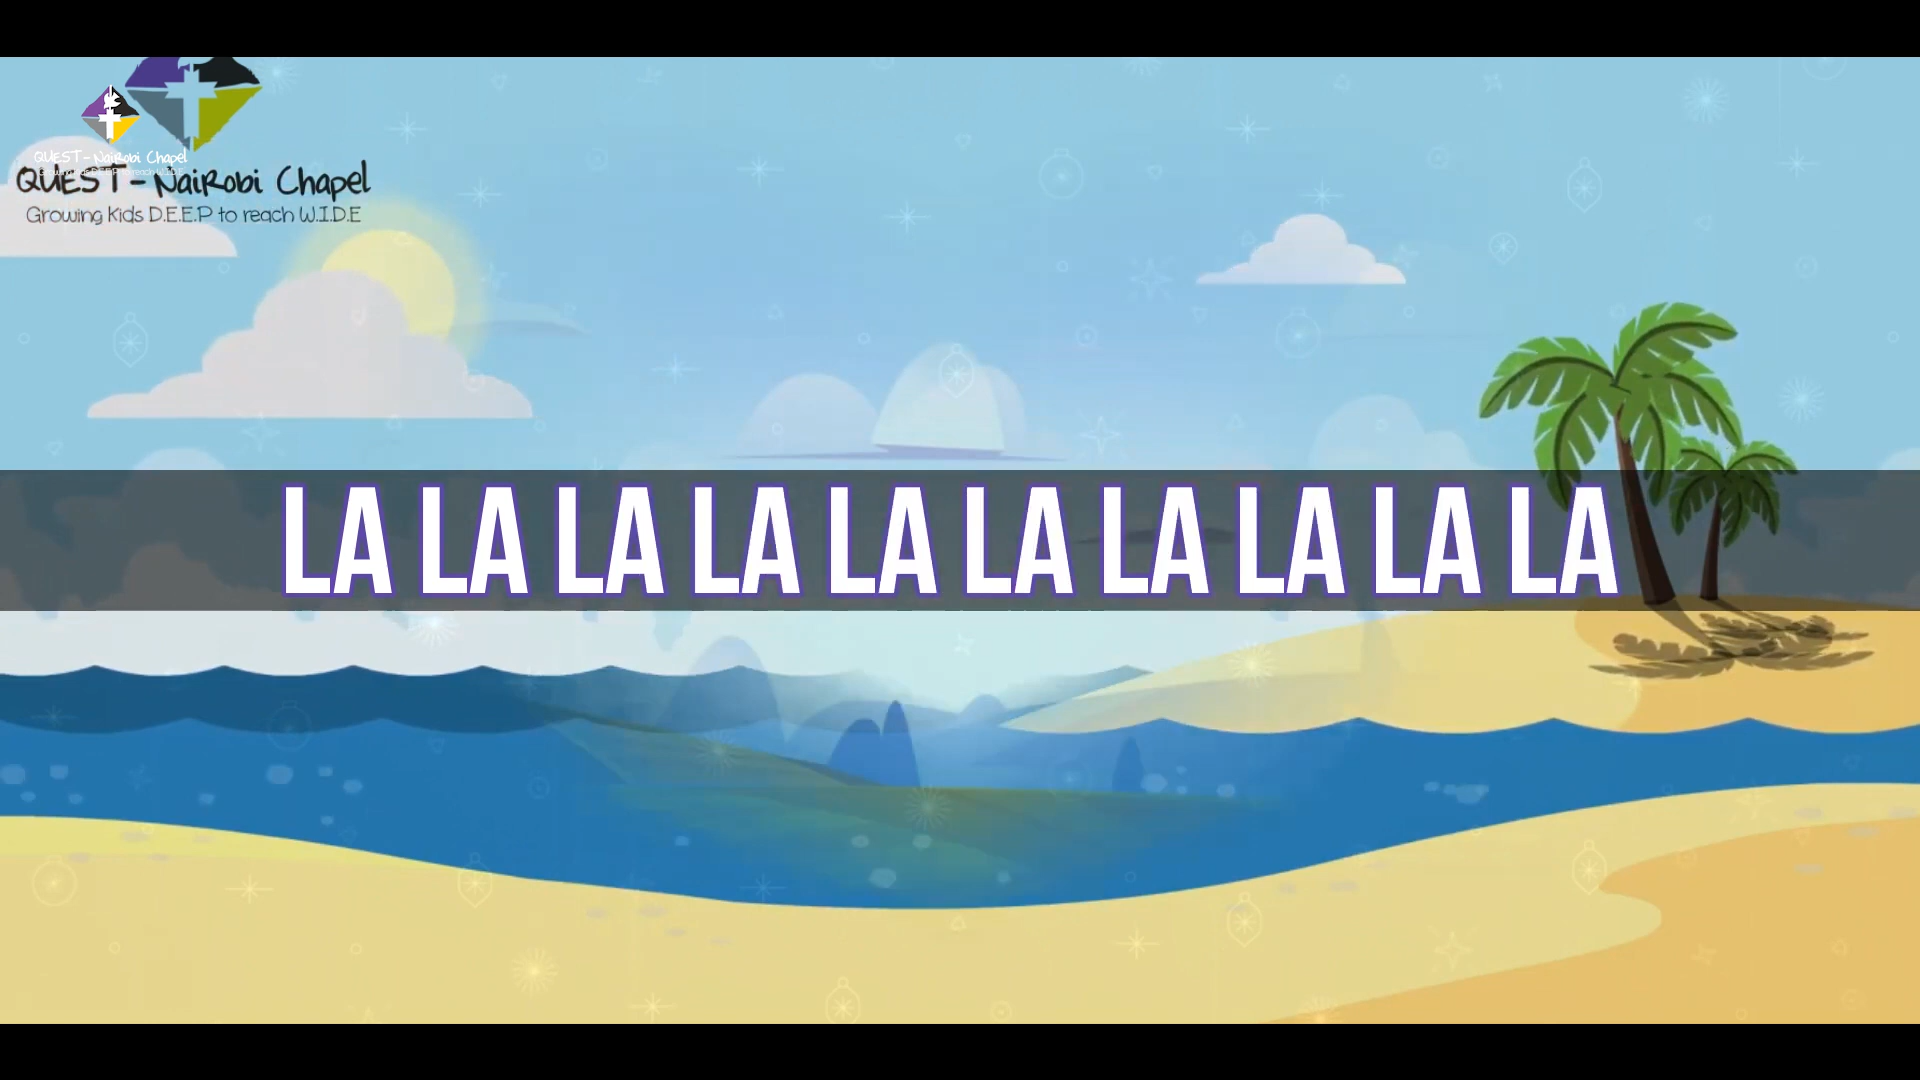 QUEST - NaiRobi Chapel
QUEST - NaiRobi Chapel
Growing Kids D.E.E.P to reach W.I.D.E
LA LA LA LA LA LA LA LA LA LA